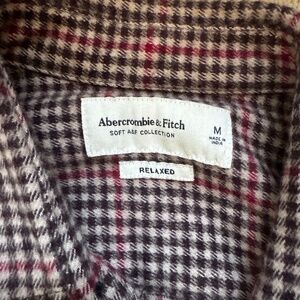 Abercrombie & Fitch
SOFT A&F COLLECTION
M
MADE IN
INDIA
RELAXED